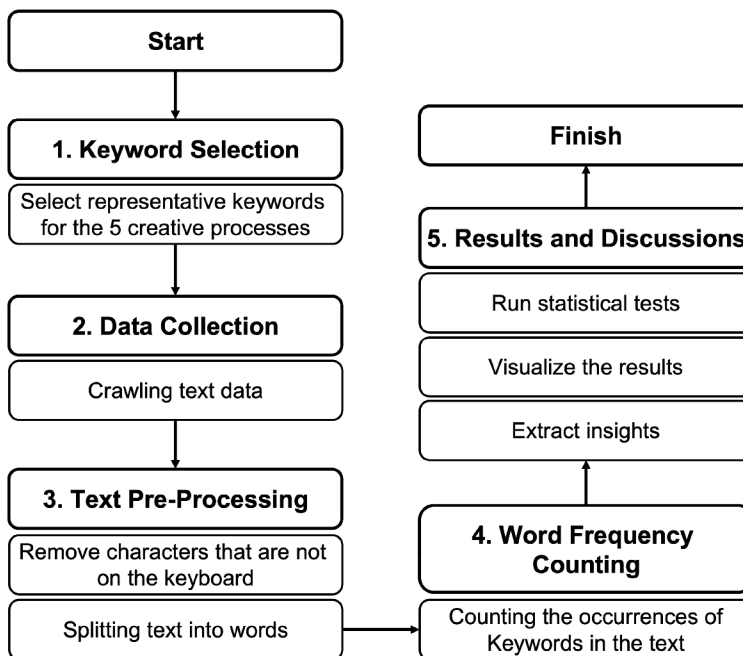 Start
1. Keyword Selection
Select representative keywords
for the 5 creative processes
2. Data Collection
Crawling text data
3. Text Pre-Processing
Remove characters that are not
on the keyboard
Splitting text into words
4. Word Frequency
Counting
Counting the occurrences of
Keywords in the text
5. Results and Discussions
Run statistical tests
Visualize the results
Extract insights
Finish